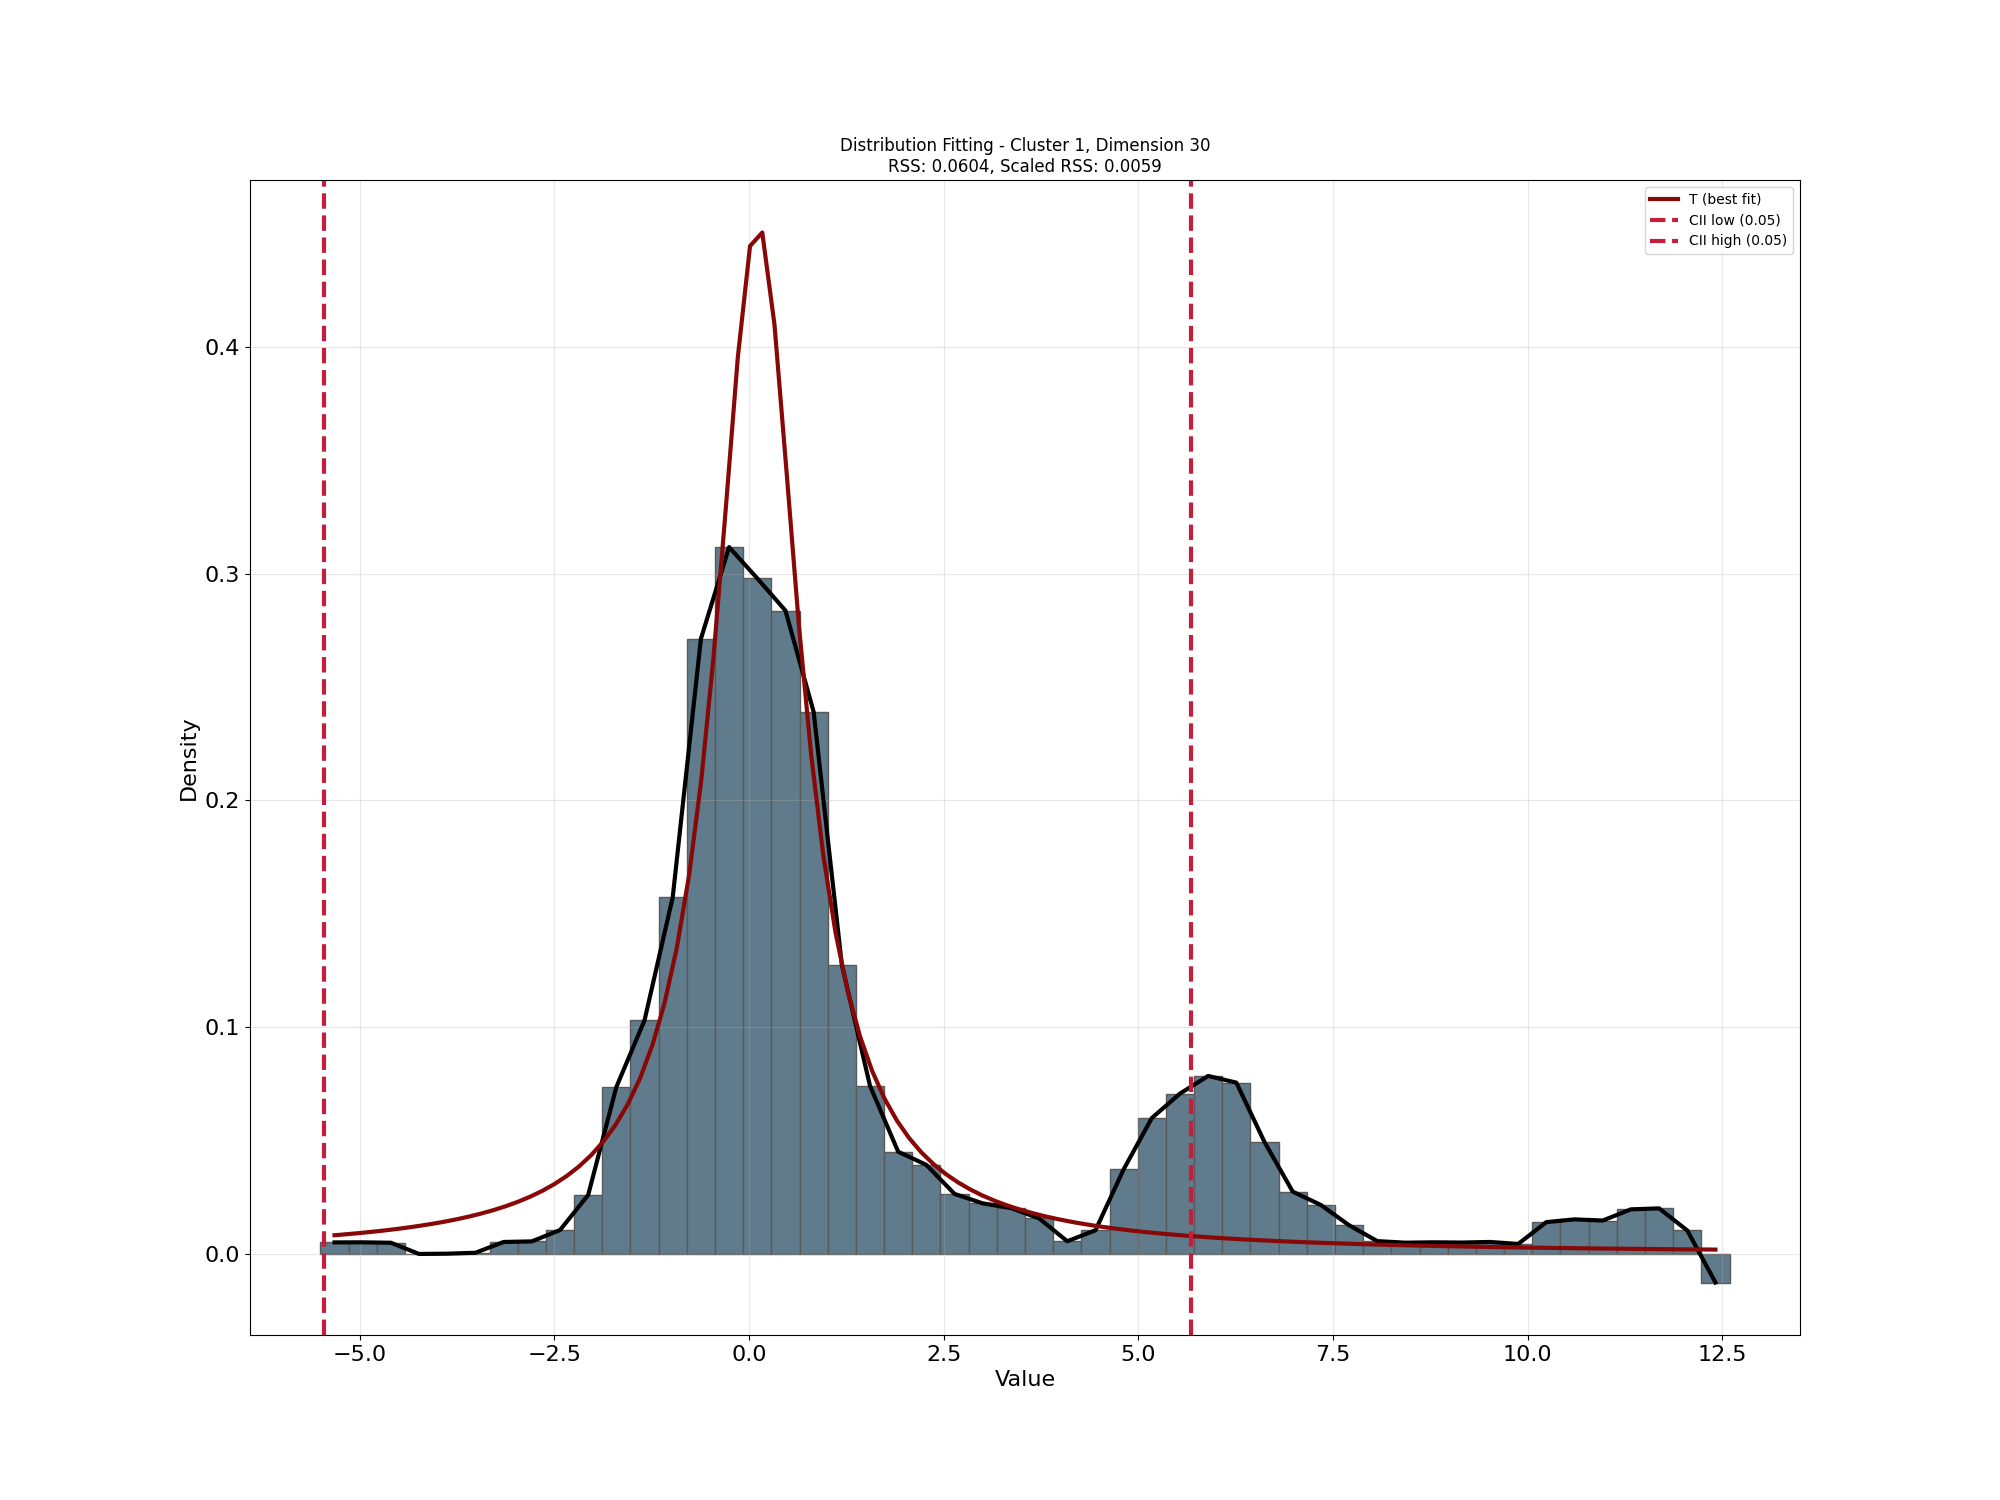 Distribution Fitting - Cluster 1, Dimension 30
RSS: 0.0604, Scaled RSS: 0.0059
T (best fit)
CII low (0.05)
CII high (0.05)
0.4
0.3
0.2
0.1
0.0
Density
−5.0 −2.5 0.0 2.5 5.0 7.5 10.0 12.5
Value